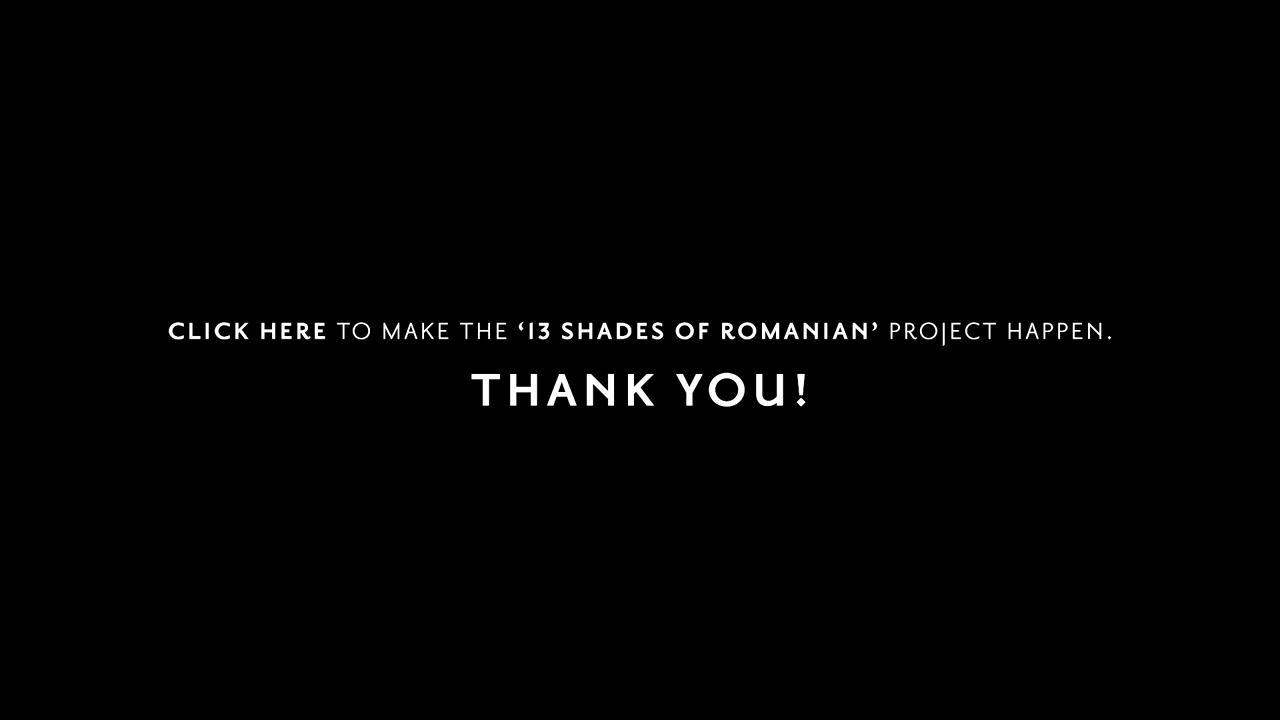 CLICK HERE TO MAKE THE ‘13 SHADES OF ROMANIAN’ PROJECT HAPPEN.
THANK YOU!